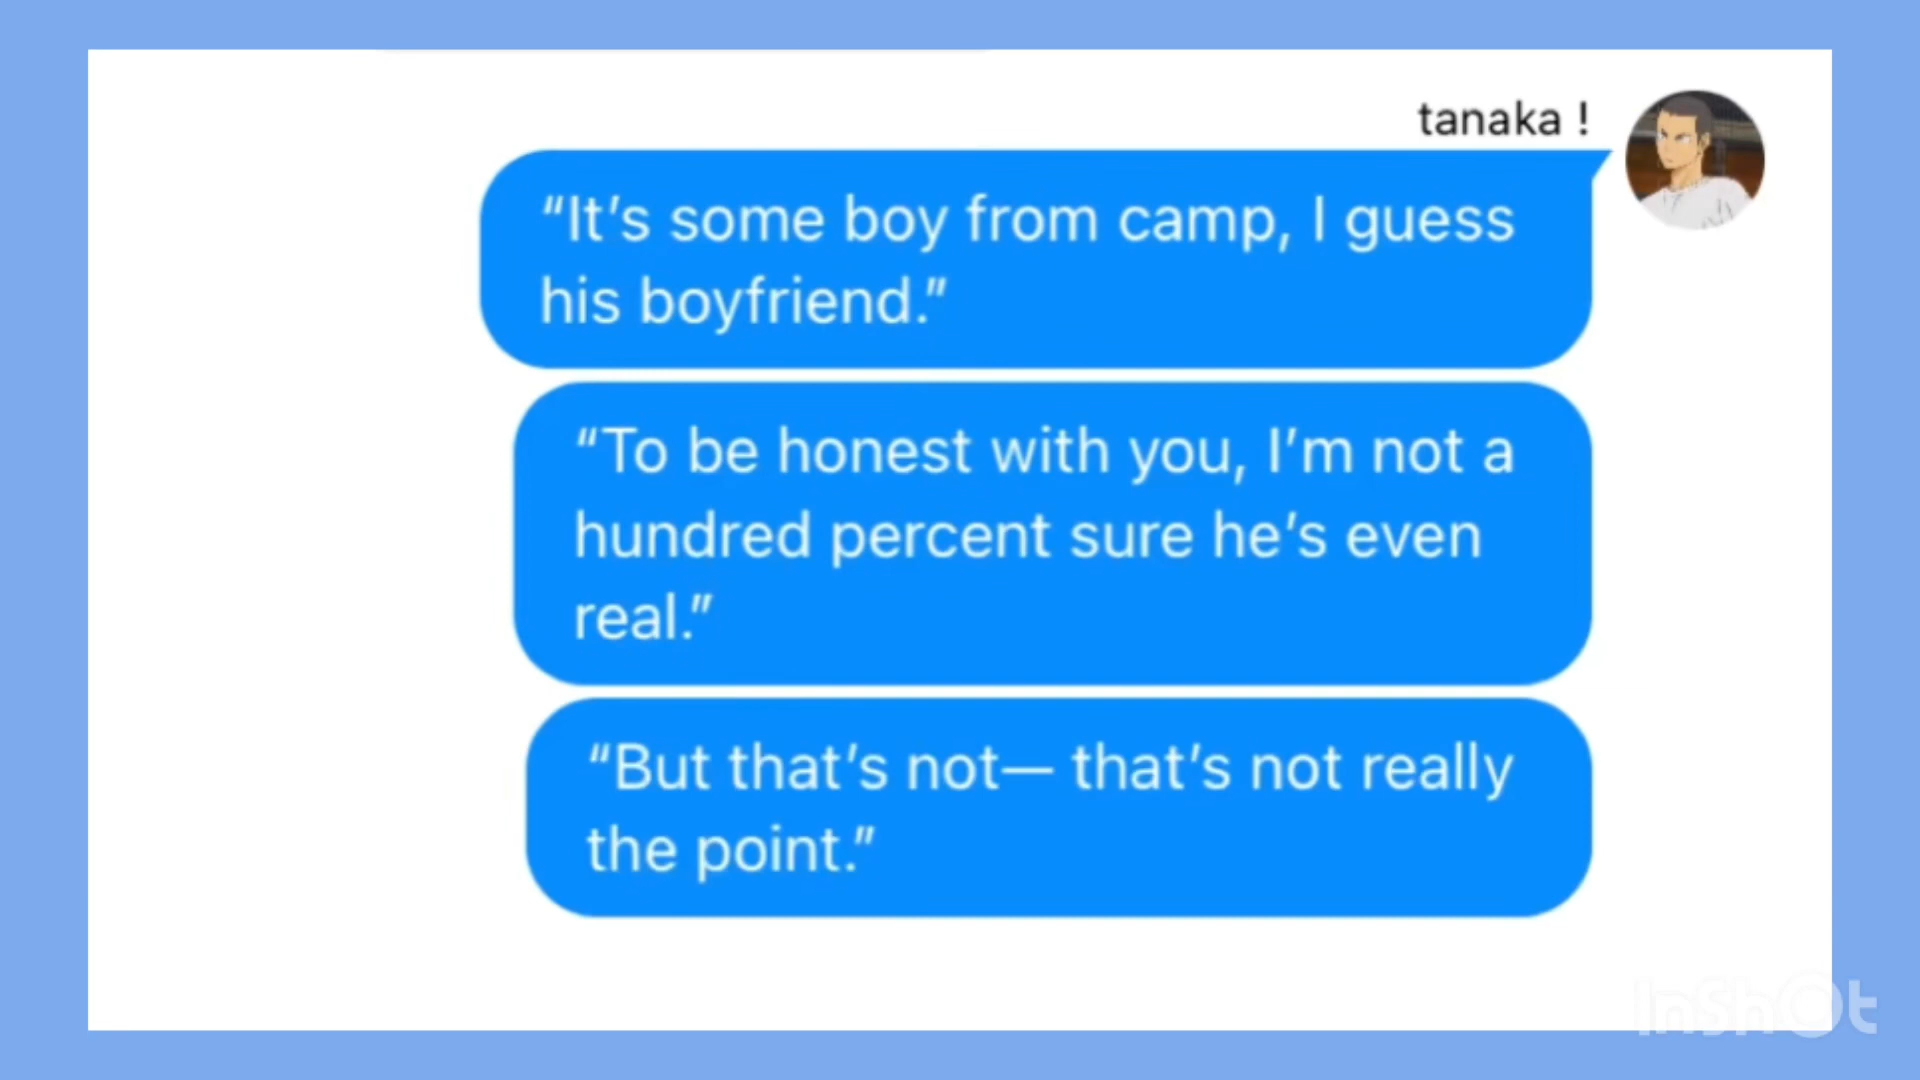 tanaka !
“It’s some boy from camp, I guess
his boyfriend.”
“To be honest with you, I’m not a
hundred percent sure he’s even
real.”
“But that’s not— that’s not really
the point.”
InShOt